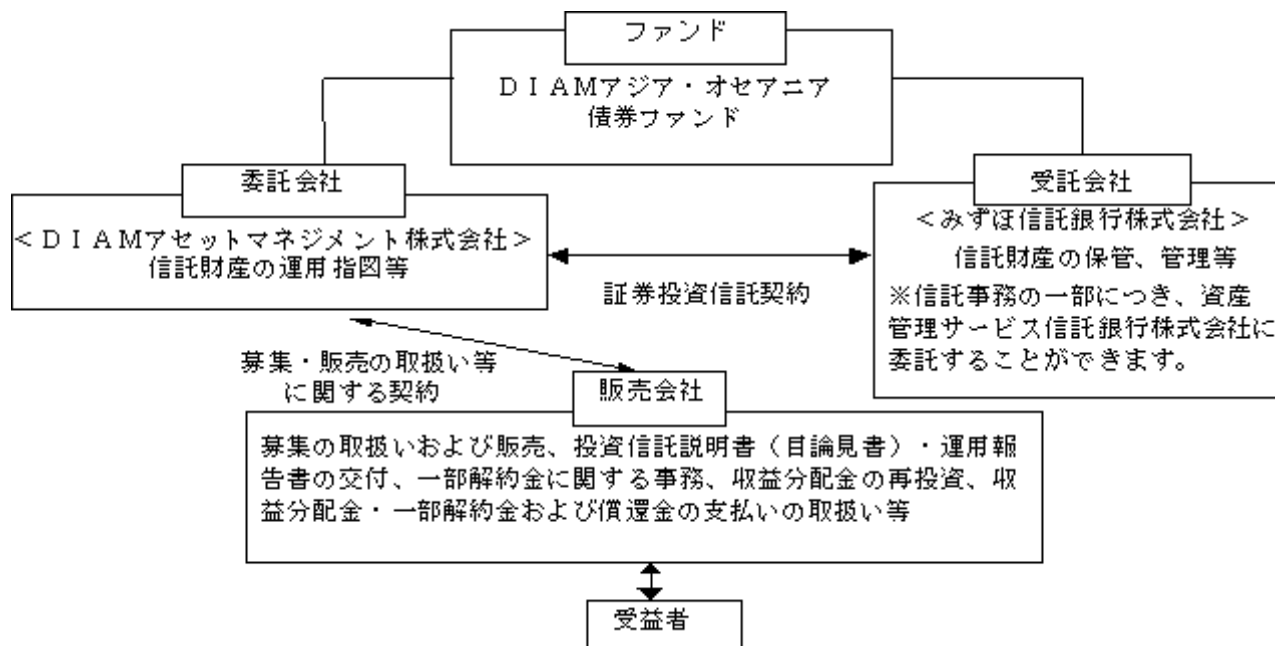 ファンド
ＤＩＡＭアジア・オセアニア
債券ファンド
委託会社
＜ＤＩＡＭアセットマネジメント株式会社＞
信託財産の運用指図等
受託会社
＜みずほ信託銀行株式会社＞
信託財産の保管、管理等
※信託事務の一部につき、資産
管理サービス信託銀行株式会社に
委託することができます。
証券投資信託契約
募集・販売の取扱い等
に関する契約
販売会社
募集の取扱いおよび販売、投資信託説明書（目論見書）・運用報
告書の交付、一部解約金に関する事務、収益分配金の再投資、収
益分配金・一部解約金および償還金の支払いの取扱い等
受益者